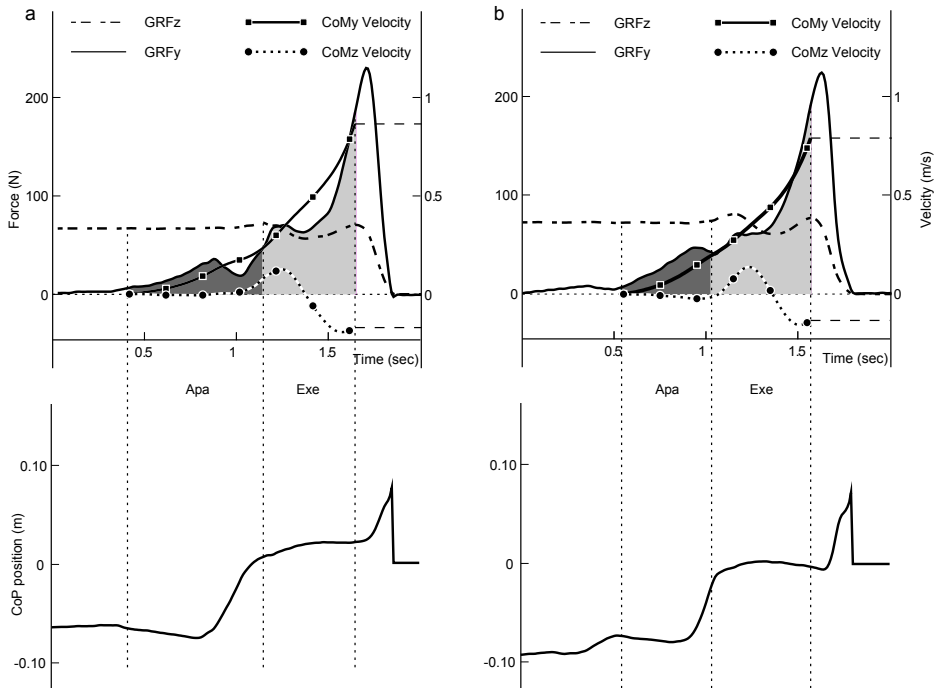 a
GRFz
CoMy Velocity
GRFy
CoMz Velocity
Force (N)
200
100
0
1
0.5
0
0.5
1
1.5
Time (sec)
b
GRFz
CoMy Velocity
GRFy
CoMz Velocity
200
100
0
1
0.5
0
Velcity (m/s)
0.5
1
1.5
Time (sec)
Apa
Exe
Apa
Exe
CoP position (m)
0.10
0
-0.10
0.10
0
-0.10